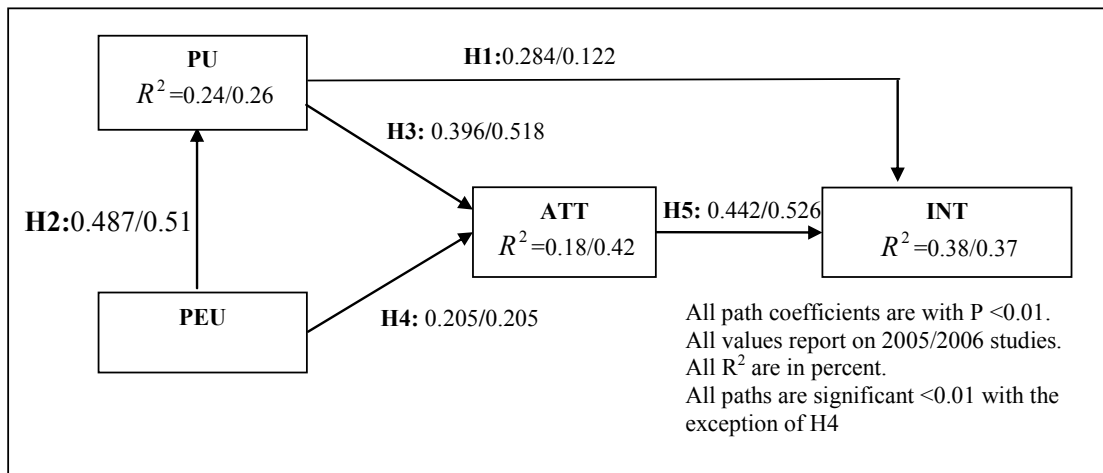 PU
R² =0.24/0.26
H1:0.284/0.122
H3: 0.396/0.518
H2:0.487/0.51
ATT
R² =0.18/0.42
H5: 0.442/0.526
INT
R² =0.38/0.37
PEU
H4: 0.205/0.205
All path coefficients are with P <0.01.
All values report on 2005/2006 studies.
All R² are in percent.
All paths are significant <0.01 with the
exception of H4